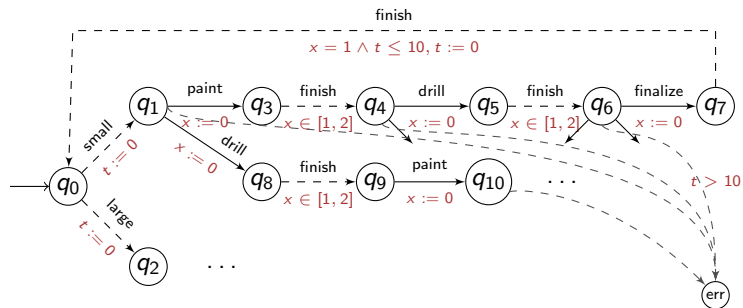 finish
x = 1 ∧ t ≤ 10, t := 0
q1 paint q3 finish q4 drill q5 finish q6 finalize q7
x := 0 x ∈ [1, 2] x := 0 x ∈ [1, 2] x := 0
small
t := 0
drill
x := 0
q0
q8 finish q9 paint q10 . . .
x ∈ [1, 2] x := 0
t > 10
large
t := 0
q2 . . .
err